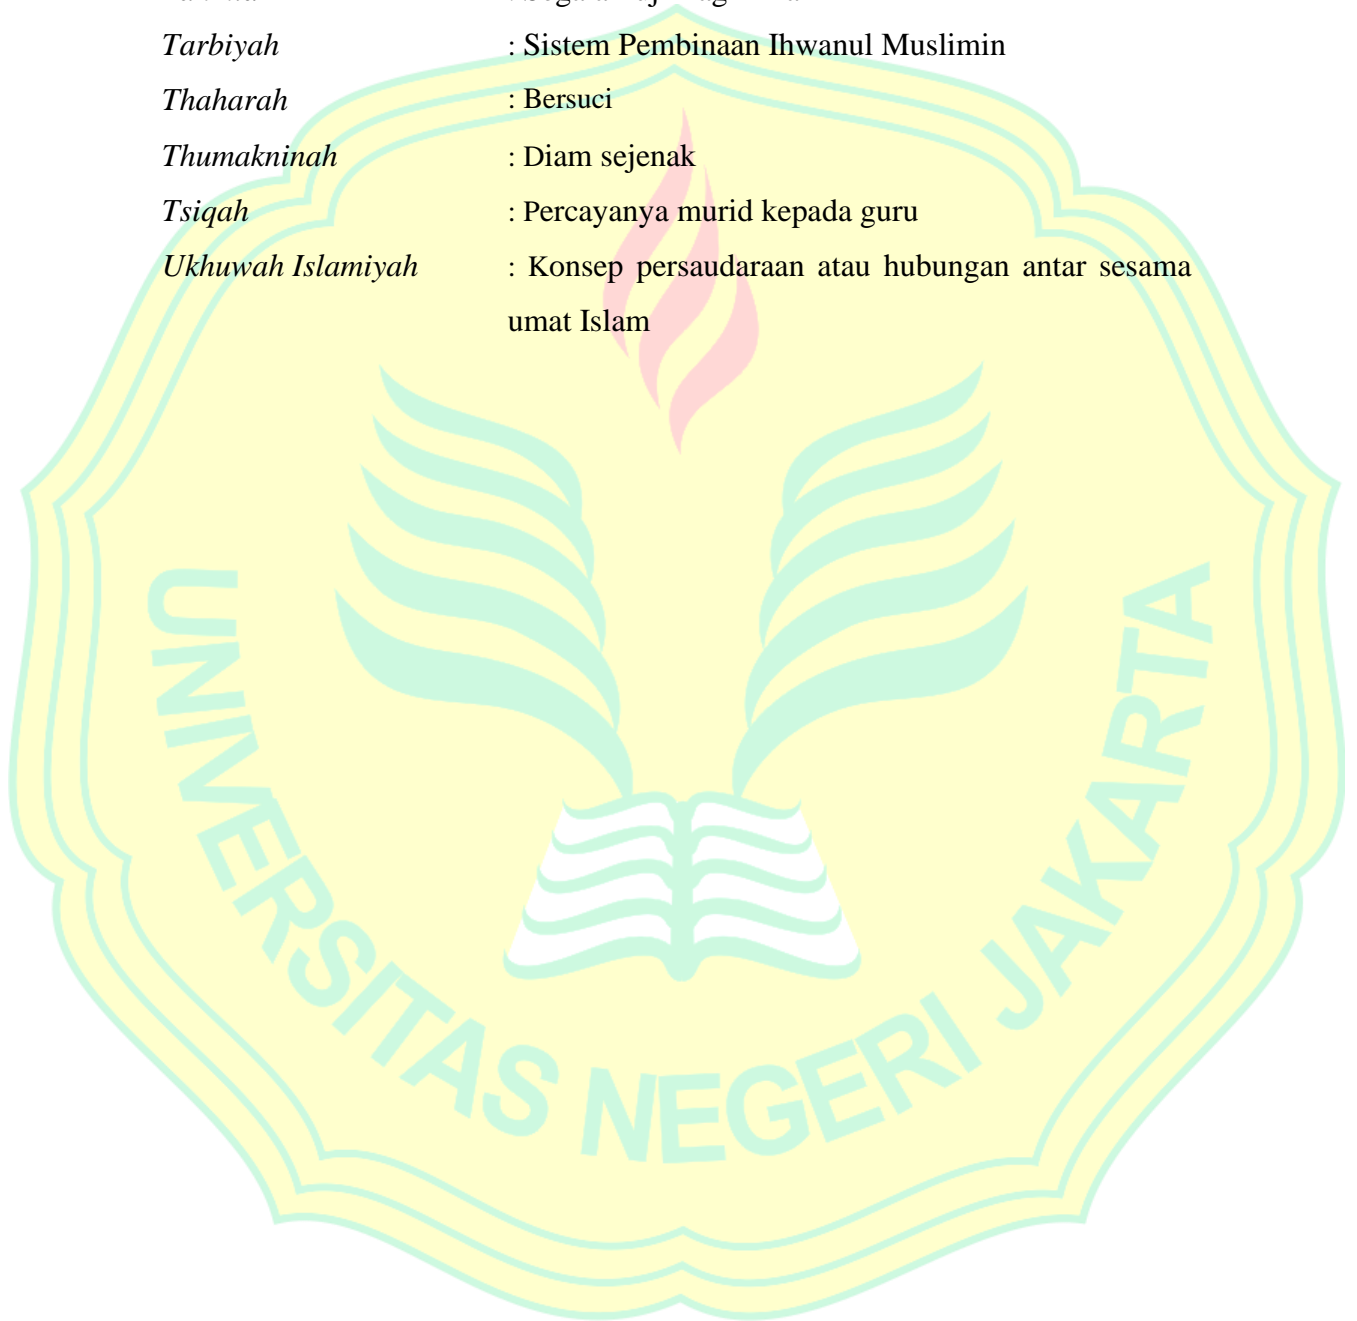 Tarbiyah : Sistem Pembinaan Ihwanul Muslimin
Thaharah : Bersuci
Thumakninah : Diam sejenak
Tsiqah : Percayanya murid kepada guru
Ukhuwah Islamiyah : Konsep persaudaraan atau hubungan antar sesama
umat Islam
UNIVERSITAS NEGERI JAKARTA